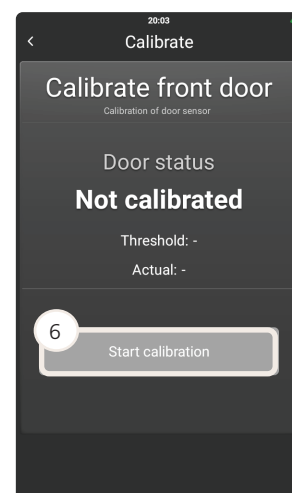 20:03
Calibrate
Calibrate front door
Calibration of door sensor
Door status
Not calibrated
Threshold: -
Actual: -
6
Start calibration